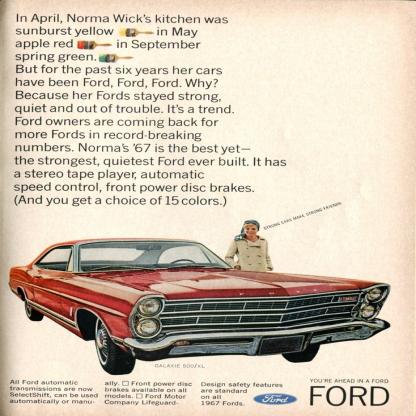 In April, Norma Wick's kitchen was
sunburst yellow in May
apple red in September
spring green.
But for the past six years her cars
have been Ford, Ford, Ford. Why?
Because her Fords stayed strong,
quiet and out of trouble. It's a trend.
Ford owners are coming back for
more Fords in record-breaking
numbers. Norma's '67 is the best yet—
the strongest, quietest Ford ever built. It has
a stereo tape player, automatic
speed control, front power disc brakes.
(And you get a choice of 15 colors.)
STRONG CARS MAKE STRONG FRIENDS
FORD
GALAXIE 500/XL
All Ford automatic
transmissions are now
SelectShift, can be used
automatically or manu-
ally. □ Front power disc
brakes available on all
models. □ Ford Motor
Company Lifeguard-
Design safety features
are standard
on all
1967 Fords.
Ford
YOU'RE AHEAD IN A FORD
FORD